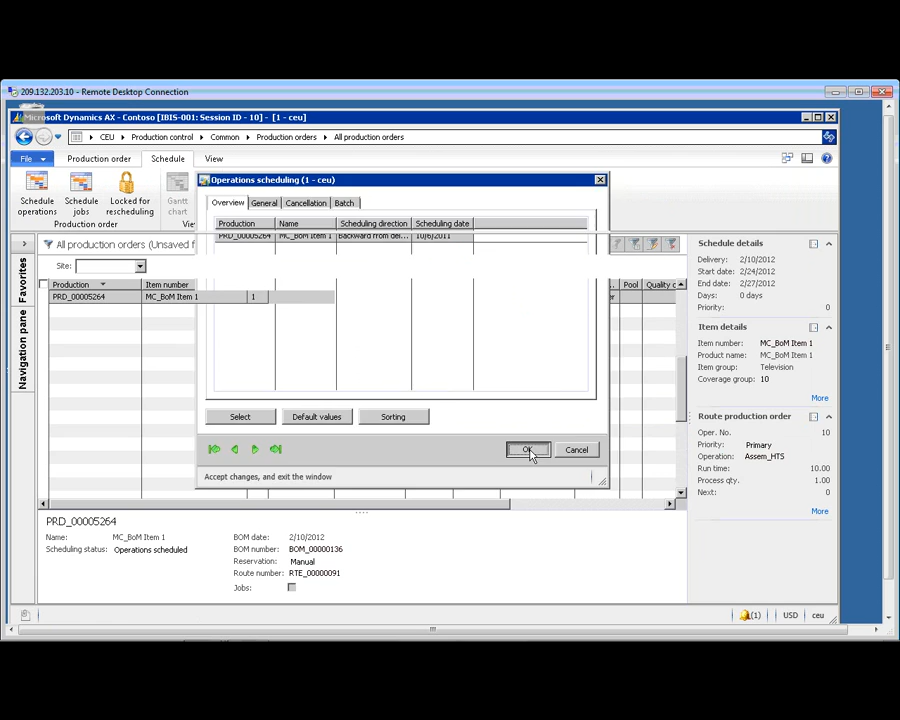 209.132.203.10 - Remote Desktop Connection
Microsoft Dynamics AX - Contoso [IBIS-001: Session ID - 10] - [1 - ceu]
CEU Production control Common Production orders All production orders
File Production order Schedule View
Schedule operations
Schedule jobs
Locked for rescheduling
Gantt chart
Production order
All production orders (Unsaved f
Site:
Production Item number Pool Quality c
PRD_00005264 MC_BoM Item 1 1
Favorites
Navigation pane
Operations scheduling (1 - ceu)
Overview General Cancellation Batch
Production Name Scheduling direction Scheduling date
PRD_00005264 MC_BoM Item 1 Backward from del... 10/6/2011
Select Default values Sorting
OK Cancel
Accept changes, and exit the window
Schedule details
Delivery: 2/10/2012
Start date: 2/24/2012
End date: 2/27/2012
Days: 0 days
Priority: 0
Item details
Item number: MC_BoM Item 1
Product name: MC_BoM Item 1
Item group: Television
Coverage group: 10
More
Route production order
Oper. No. 10
Priority: Primary
Operation: Assem_HTS
Run time: 10.00
Process qty. 1.00
Next: 0
More
PRD_00005264
Name: MC_BoM Item 1
Scheduling status: Operations scheduled
BOM date: 2/10/2012
BOM number: BOM_00000136
Reservation: Manual
Route number: RTE_00000091
Jobs:
(1) USD ceu